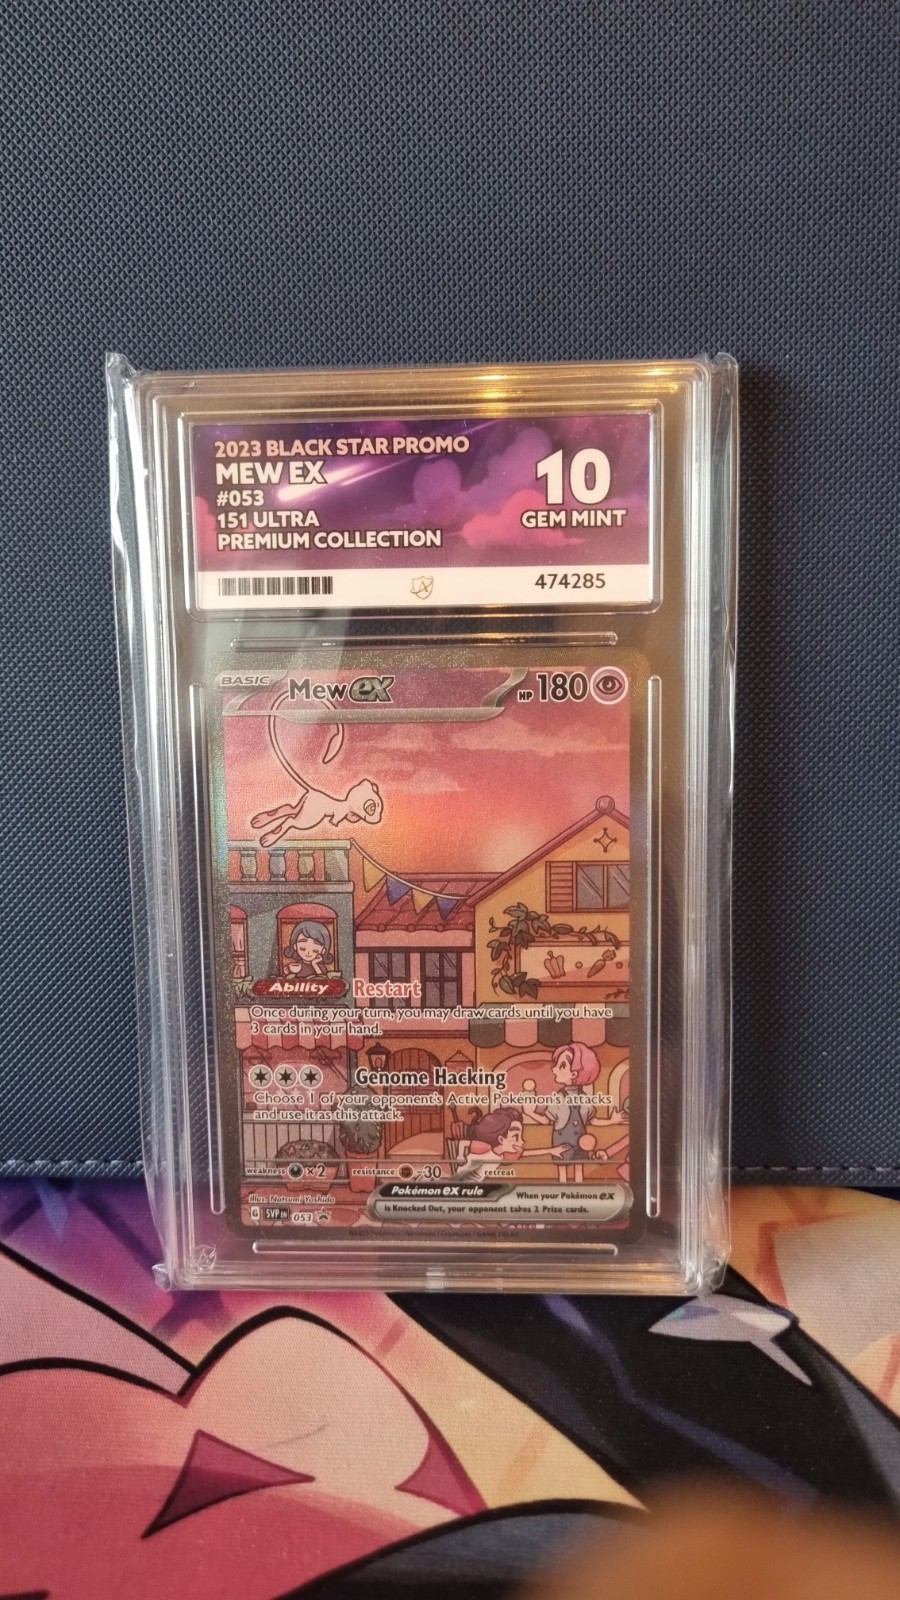 2023 BLACK STAR PROMO
MEW EX
#053
151 ULTRA
PREMIUM COLLECTION
10
GEM MINT
474285
BASIC
Mew ex
HP 180
Ability Restart
Once during your turn, you may draw cards until you have
3 cards in your hand.
Genome Hacking
Choose 1 of your opponent's Active Pokémon's attacks
and use it as this attack.
weakness ×2 resistance -30 retreat
Illus. Natsumi Yoshida
G SVP EN 053
Pokémon ex rule
When your Pokémon ex
is Knocked Out, your opponent takes 2 Prize cards.